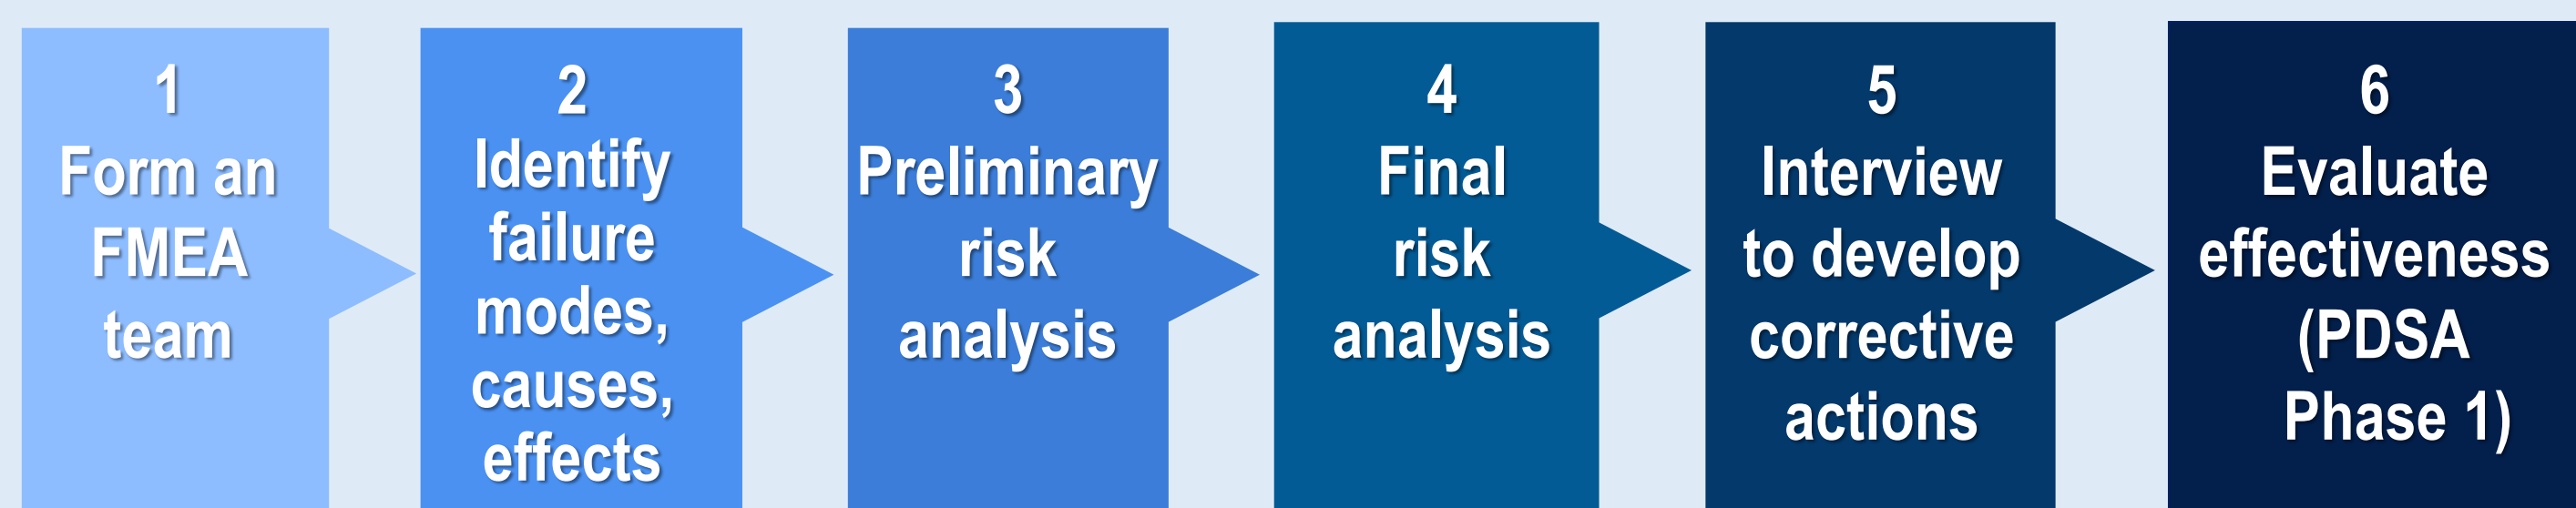 1
Form an
FMEA
team
2
Identify
failure
modes,
causes,
effects
3
Preliminary
risk
analysis
4
Final
risk
analysis
5
Interview
to develop
corrective
actions
6
Evaluate
effectiveness
(PDSA
Phase 1)